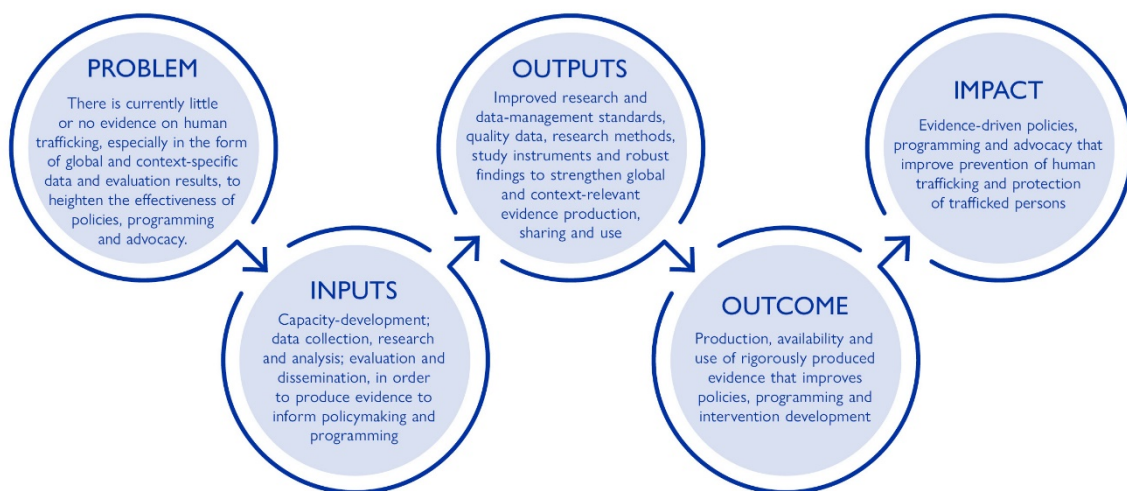 PROBLEM
There is currently little
or no evidence on human
trafficking, especially in the form
of global and context-specific
data and evaluation results, to
heighten the effectiveness of
policies, programming
and advocacy.
INPUTS
Capacity-development;
data collection, research
and analysis; evaluation and
dissemination, in order
to produce evidence to
inform policymaking and
programming
OUTPUTS
Improved research and
data-management standards,
quality data, research methods,
study instruments and robust
findings to strengthen global
and context-relevant
evidence production,
sharing and use
OUTCOME
Production, availability and
use of rigorously produced
evidence that improves
policies, programming and
intervention development
IMPACT
Evidence-driven policies,
programming and advocacy that
improve prevention of human
trafficking and protection
of trafficked persons